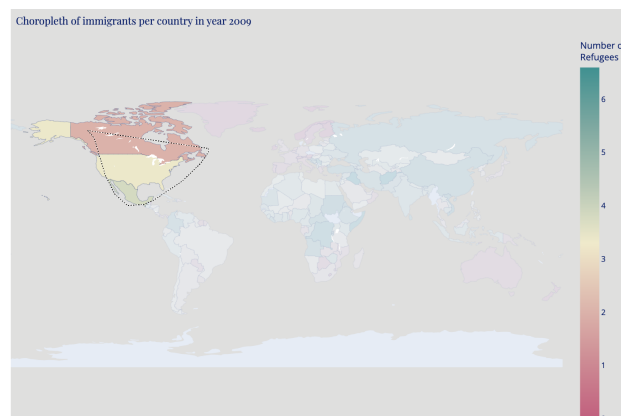 Choropleth of immigrants per country in year 2009
Number o
Refugees
6
5
4
3
2
1